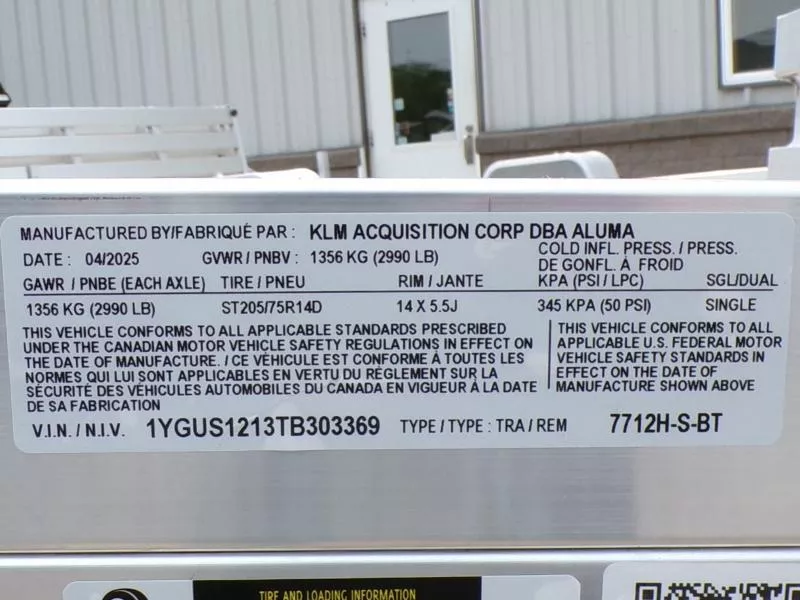 MANUFACTURED BY/FABRIQUÉ PAR : KLM ACQUISITION CORP DBA ALUMA
DATE : 04/2025 GVWR / PNBV : 1356 KG (2990 LB) COLD INFL. PRESS. / PRESS. DE GONFL. À FROID
GAWR / PNBE (EACH AXLE) TIRE / PNEU RIM / JANTE KPA (PSI / LPC) SGL/DUAL
1356 KG (2990 LB) ST205/75R14D 14 X 5.5J 345 KPA (50 PSI) SINGLE
THIS VEHICLE CONFORMS TO ALL APPLICABLE STANDARDS PRESCRIBED
UNDER THE CANADIAN MOTOR VEHICLE SAFETY REGULATIONS IN EFFECT ON
THE DATE OF MANUFACTURE. / CE VÉHICULE EST CONFORME À TOUTES LES
NORMES QUI LUI SONT APPLICABLES EN VERTU DU RÈGLEMENT SUR LA
SÉCURITÉ DES VÉHICULES AUTOMOBILES DU CANADA EN VIGUEUR À LA DATE
DE SA FABRICATION
THIS VEHICLE CONFORMS TO ALL
APPLICABLE U.S. FEDERAL MOTOR
VEHICLE SAFETY STANDARDS IN
EFFECT ON THE DATE OF
MANUFACTURE SHOWN ABOVE
V.I.N. / N.I.V. 1YGUS1213TB303369 TYPE / TYPE : TRA / REM 7712H-S-BT
TIRE AND LOADING INFORMATION